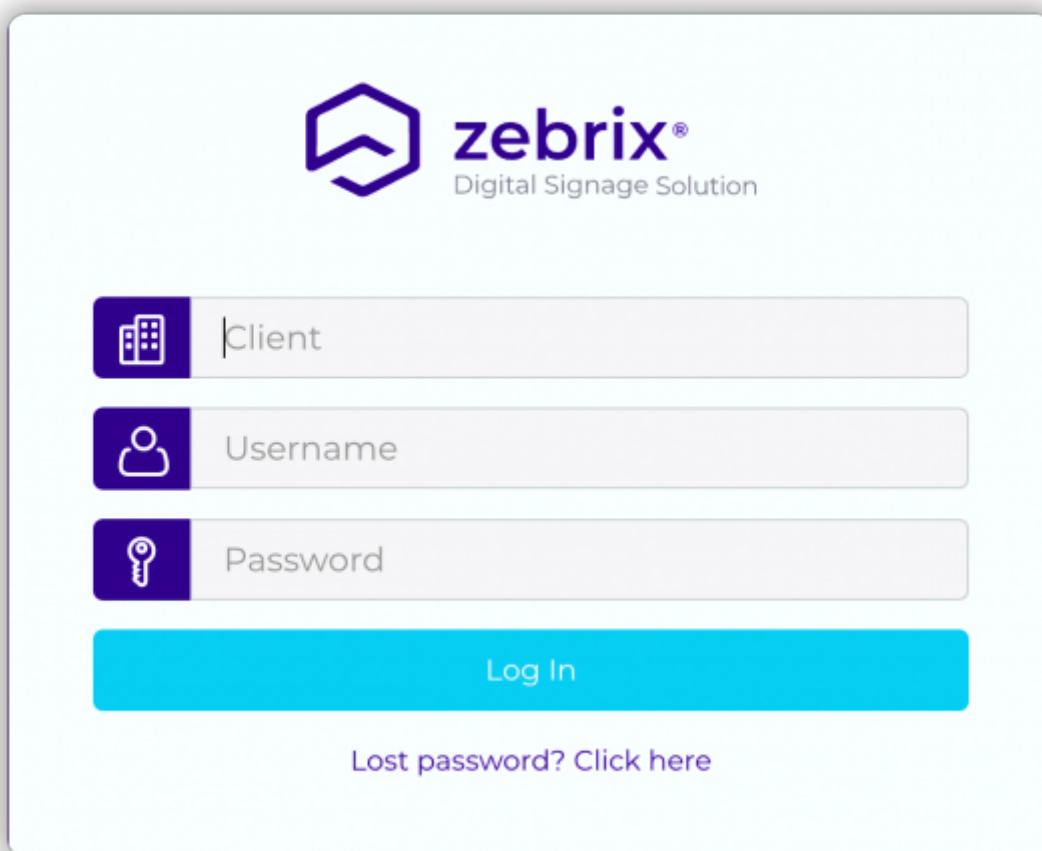 zebrix®
Digital Signage Solution
Client
Username
Password
Log In
Lost password? Click here